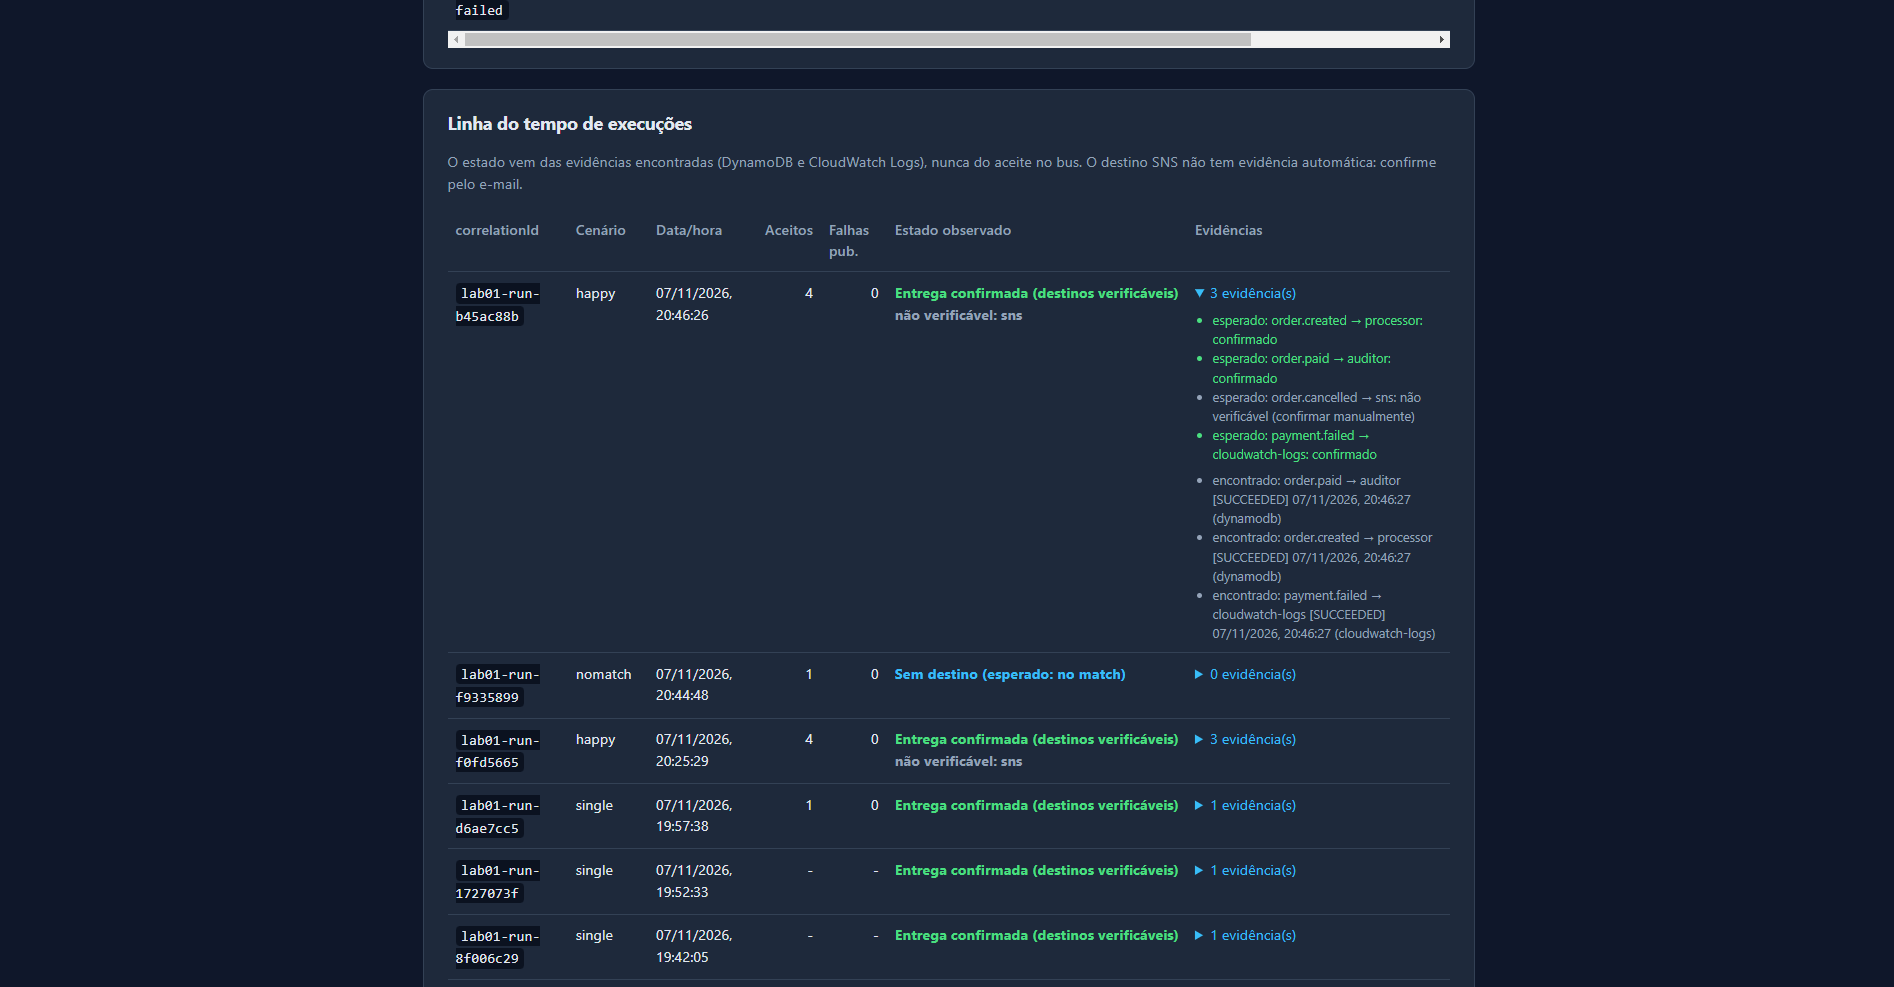 failed
Linha do tempo de execuções
O estado vem das evidências encontradas (DynamoDB e CloudWatch Logs), nunca do aceite no bus. O destino SNS não tem evidência automática: confirme
pelo e-mail.
correlationId Cenário Data/hora Aceitos Falhas pub. Estado observado Evidências
lab01-run-b45ac88b happy 07/11/2026, 20:46:26 4 0 Entrega confirmada (destinos verificáveis) ▼ 3 evidência(s)
não verificável: sns
• esperado: order.created → processor:
confirmado
• esperado: order.paid → auditor:
confirmado
• esperado: order.cancelled → sns: não
verificável (confirmar manualmente)
• esperado: payment.failed →
cloudwatch-logs: confirmado
• encontrado: order.paid → auditor
[SUCCEEDED] 07/11/2026, 20:46:27
(dynamodb)
• encontrado: order.created → processor
[SUCCEEDED] 07/11/2026, 20:46:27
(dynamodb)
• encontrado: payment.failed →
cloudwatch-logs [SUCCEEDED]
07/11/2026, 20:46:27 (cloudwatch-logs)
lab01-run-f9335899 nomatch 07/11/2026, 20:44:48 1 0 Sem destino (esperado: no match) ▶ 0 evidência(s)
lab01-run-f0fd5665 happy 07/11/2026, 20:25:29 4 0 Entrega confirmada (destinos verificáveis) ▶ 3 evidência(s)
não verificável: sns
lab01-run-d6ae7cc5 single 07/11/2026, 19:57:38 1 0 Entrega confirmada (destinos verificáveis) ▶ 1 evidência(s)
lab01-run-1727073f single 07/11/2026, 19:52:33 - - Entrega confirmada (destinos verificáveis) ▶ 1 evidência(s)
lab01-run-8f006c29 single 07/11/2026, 19:42:05 - - Entrega confirmada (destinos verificáveis) ▶ 1 evidência(s)